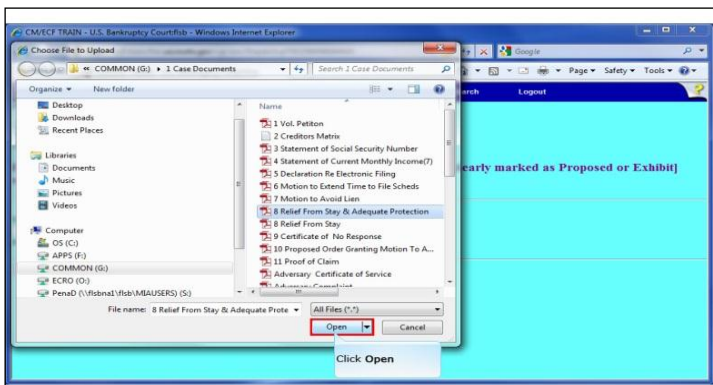 CM/ECF TRAIN - U.S. Bankruptcy Court:flsb - Windows Internet Explorer
Choose File to Upload
Google
« COMMON (G:) ▸ 1 Case Documents
Search 1 Case Documents
Page Safety Tools
Organize New folder
arch Logout
Desktop
Downloads
Recent Places
Libraries
Documents
Music
Pictures
Videos
Computer
OS (C:)
APPS (F:)
COMMON (G:)
ECRO (O:)
PenaD (\\flsbna1\flsb\MIAUSERS) (S:)
Name
1 Vol. Petiton
2 Creditors Matrix
3 Statement of Social Security Number
4 Statement of Current Monthly Income(7)
5 Declaration Re Electronic Filing
6 Motion to Extend Time to File Scheds
7 Motion to Avoid Lien
8 Relief From Stay & Adequate Protection
8 Relief From Stay
9 Certificate of No Response
10 Proposed Order Granting Motion To A...
11 Proof of Claim
Adversary Certificate of Service
Adversary Complaint
early marked as Proposed or Exhibit]
File name: 8 Relief From Stay & Adequate Prote
All Files (*.*)
Open
Cancel
Click Open